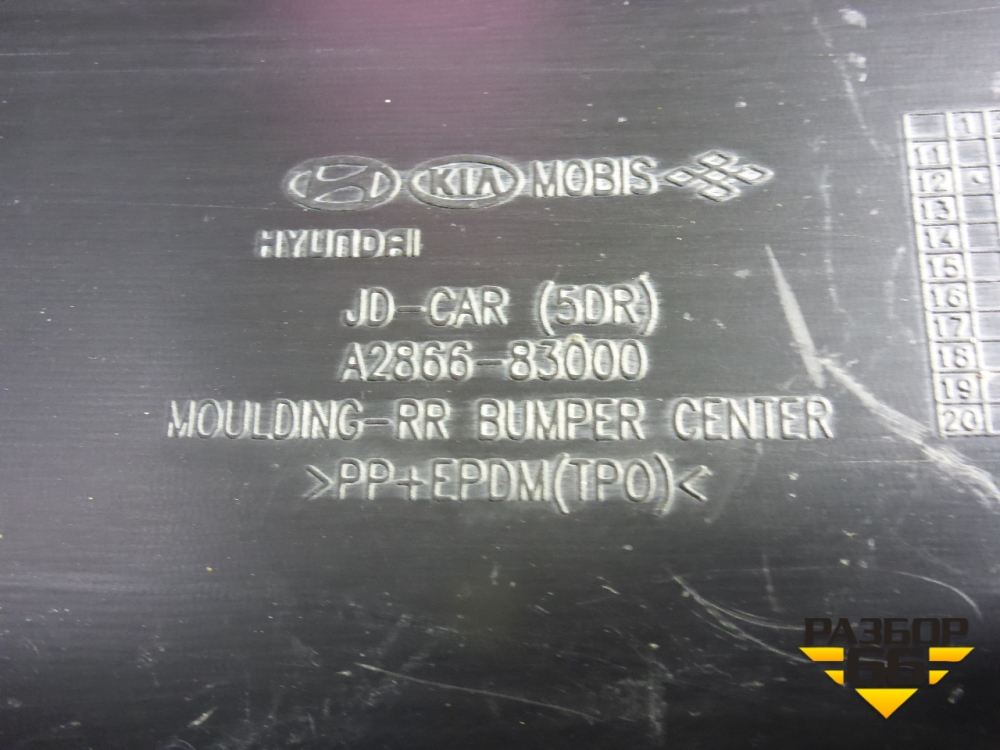 KIA MOBIS
HYUNDAI
JD-CAR (5DR)
A2866-83000
MOULDING-RR BUMPER CENTER
>PP+EPDM(TPO)<
1
11
12
13
14
15
16
17
18
19
20
РАЗБОР
66